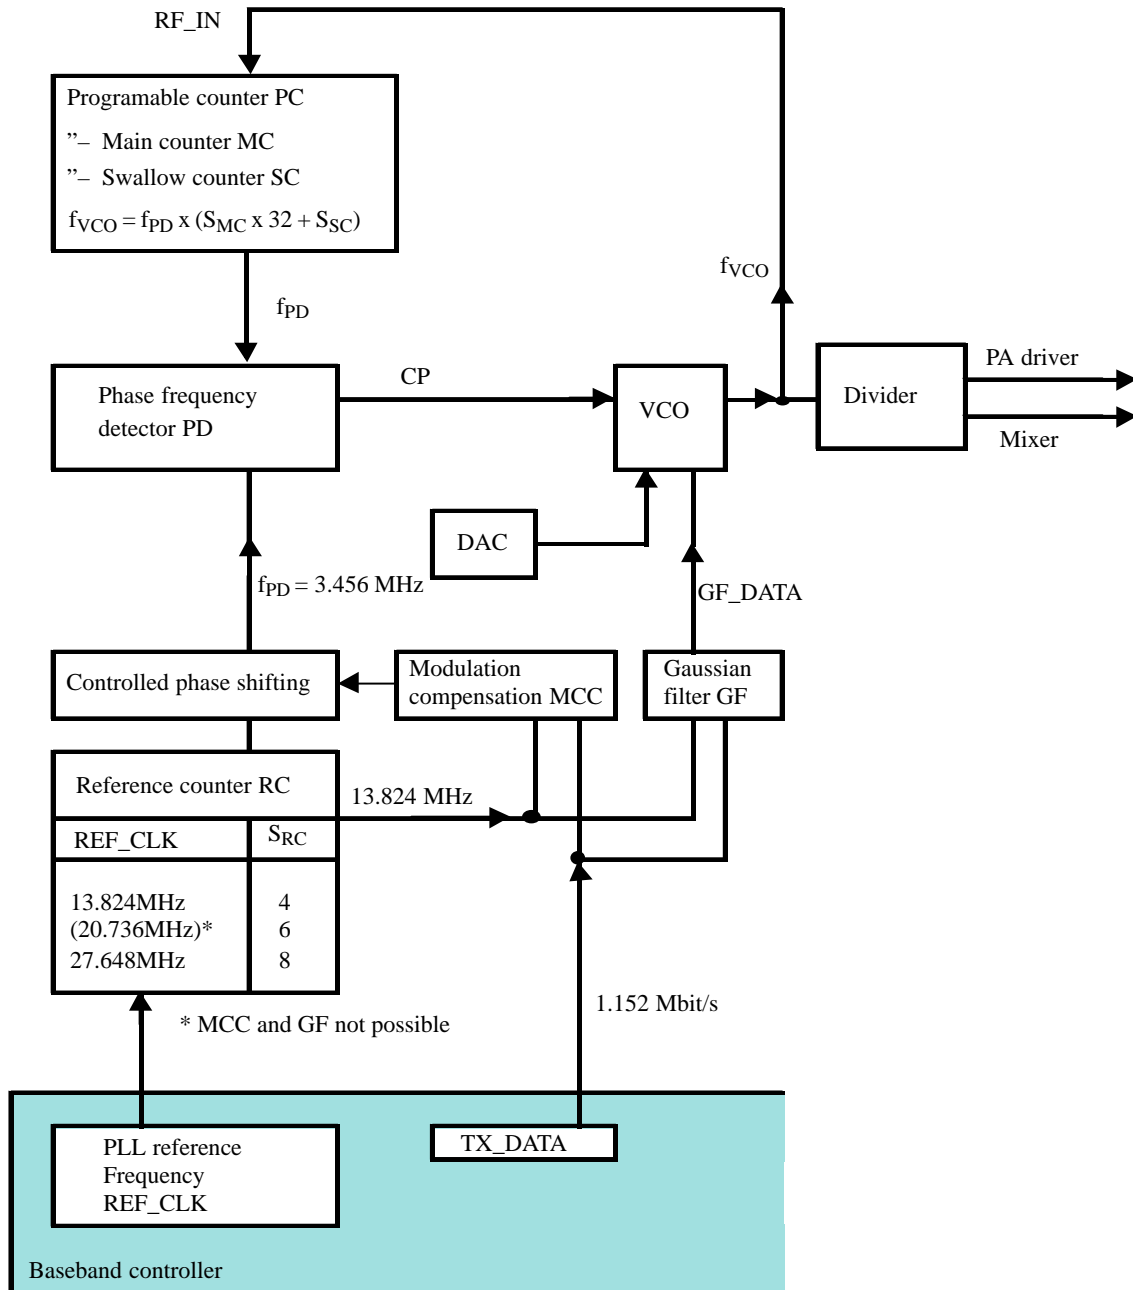 RF_IN
Programable counter PC
”– Main counter MC
”– Swallow counter SC
fVCO = fPD x (SMC x 32 + SSC)
fPD
fVCO
Phase frequency
detector PD
CP
VCO
Divider
PA driver
Mixer
DAC
fPD = 3.456 MHz
GF_DATA
Controlled phase shifting
Modulation
compensation MCC
Gaussian
filter GF
Reference counter RC
13.824 MHz
REF_CLK SRC
13.824MHz 4
(20.736MHz)* 6
27.648MHz 8
* MCC and GF not possible
1.152 Mbit/s
PLL reference
Frequency
REF_CLK
TX_DATA
Baseband controller